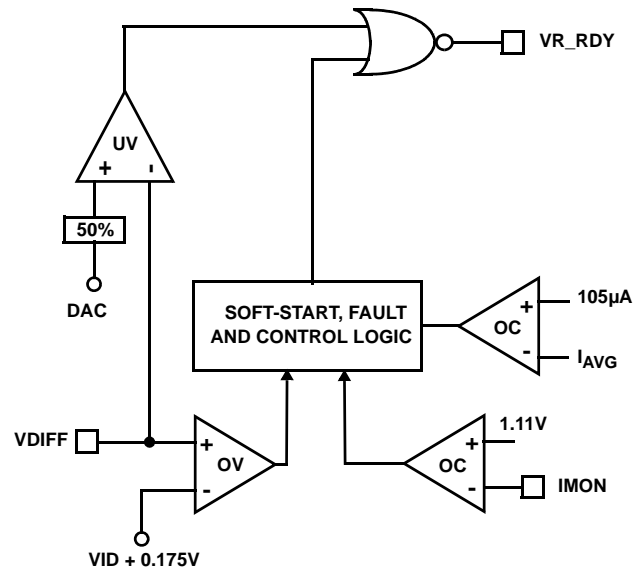 VR_RDY
UV
+ -
50%
DAC
SOFT-START, FAULT
AND CONTROL LOGIC
+ 105µA
OC
- IAVG
VDIFF
+
OV
-
VID + 0.175V
1.11V
+
OC
- IMON